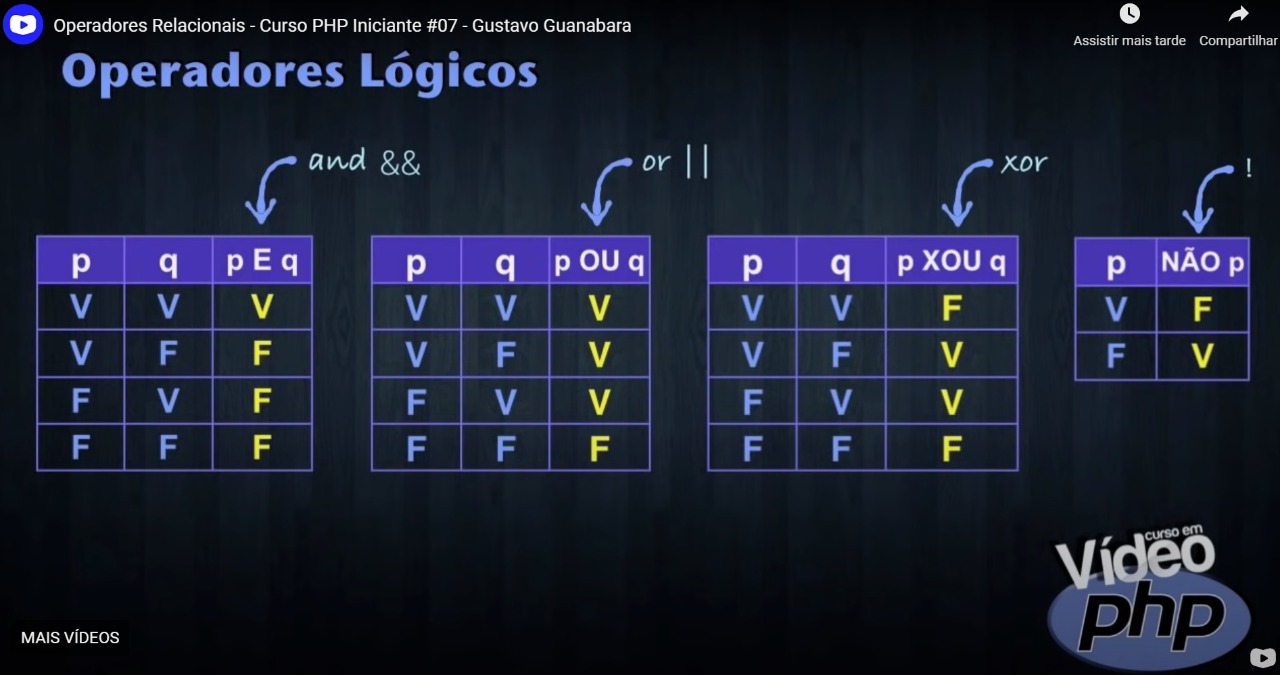 Operadores Relacionais - Curso PHP Iniciante #07 - Gustavo Guanabara
Assistir mais tarde
Compartilhar
Operadores Lógicos
and &&
or ||
xor
!
p q p E q
V V V
V F F
F V F
F F F
p q p OU q
V V V
V F V
F V V
F F F
p q p XOU q
V V F
V F V
F V V
F F F
p NÃO p
V F
F V
curso em
Vídeo
php
MAIS VÍDEOS